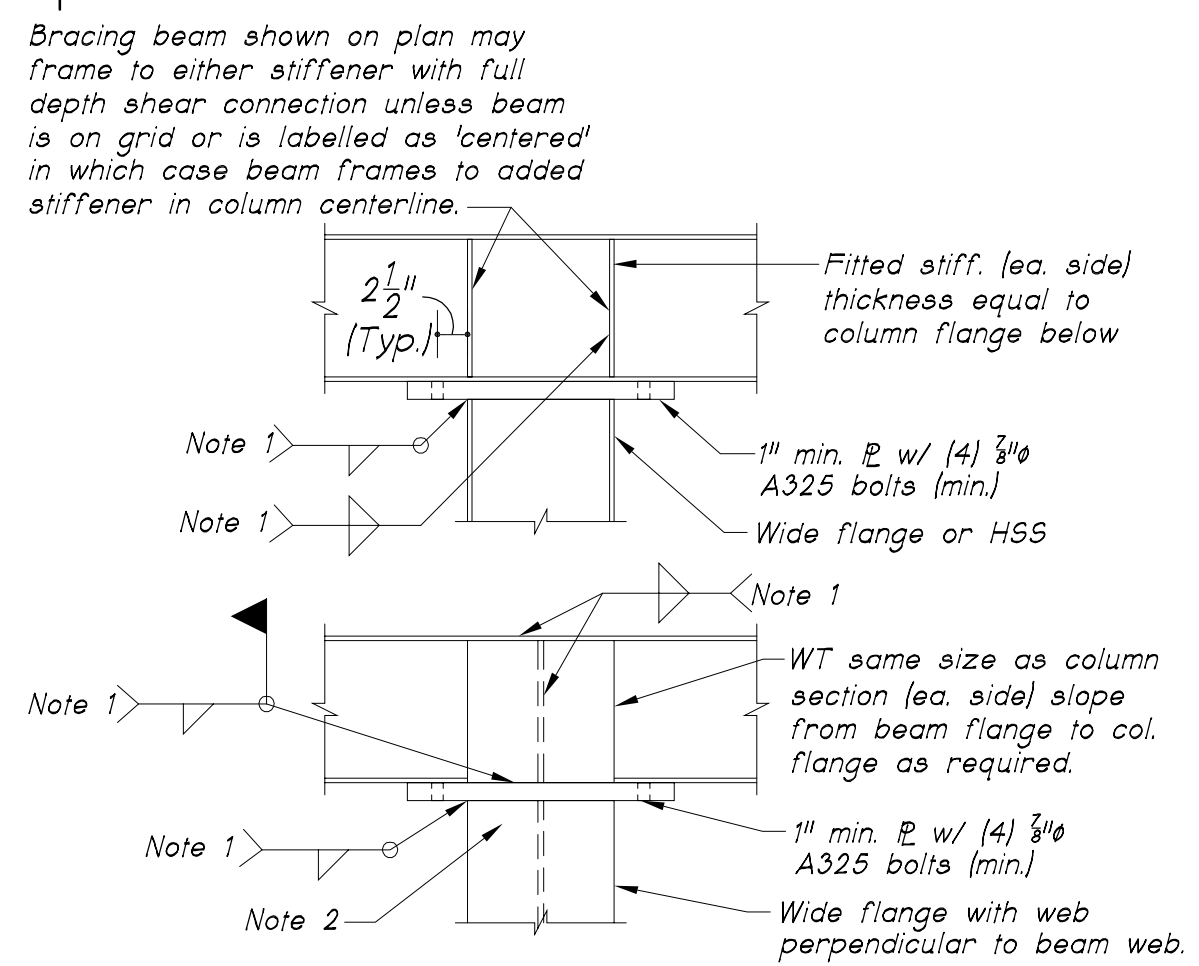 Bracing beam shown on plan may
frame to either stiffener with full
depth shear connection unless beam
is on grid or is labelled as 'centered'
in which case beam frames to added
stiffener in column centerline.
2 1/2"
(Typ.)
Fitted stiff. (ea. side)
thickness equal to
column flange below
Note 1
1" min. ℄ w/ (4) 7/8"ø
A325 bolts (min.)
Note 1
Wide flange or HSS
Note 1
Note 1
WT same size as column
section (ea. side) slope
from beam flange to col.
flange as required.
1" min. ℄ w/ (4) 7/8"ø
A325 bolts (min.)
Note 1
Note 2
Wide flange with web
perpendicular to beam web.